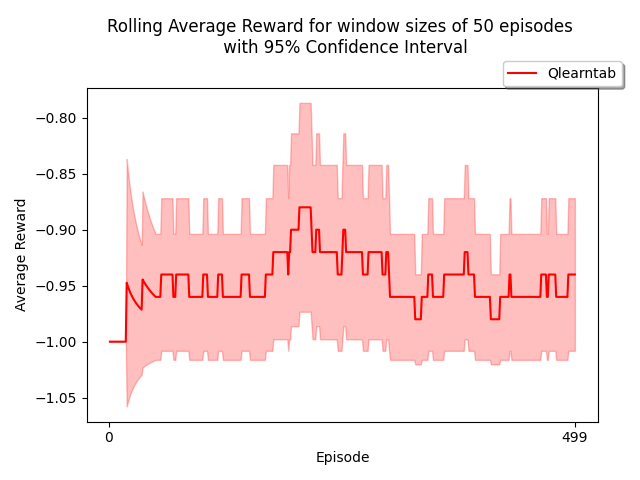 Rolling Average Reward for window sizes of 50 episodes
with 95% Confidence Interval
Qlearntab
−0.80
−0.85
−0.90
−0.95
−1.00
−1.05
Average Reward
0
499
Episode